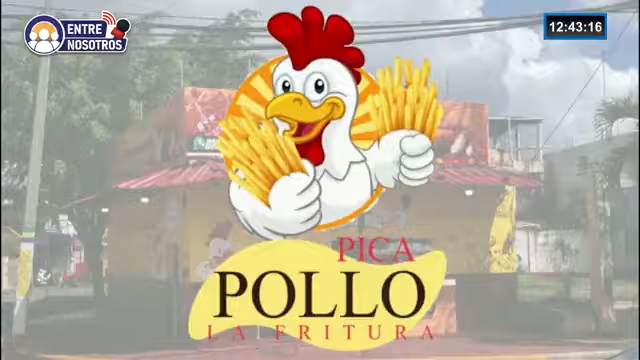 ENTRE
NOSOTROS
12:43:16
PICA
POLLO
LA FRITURA